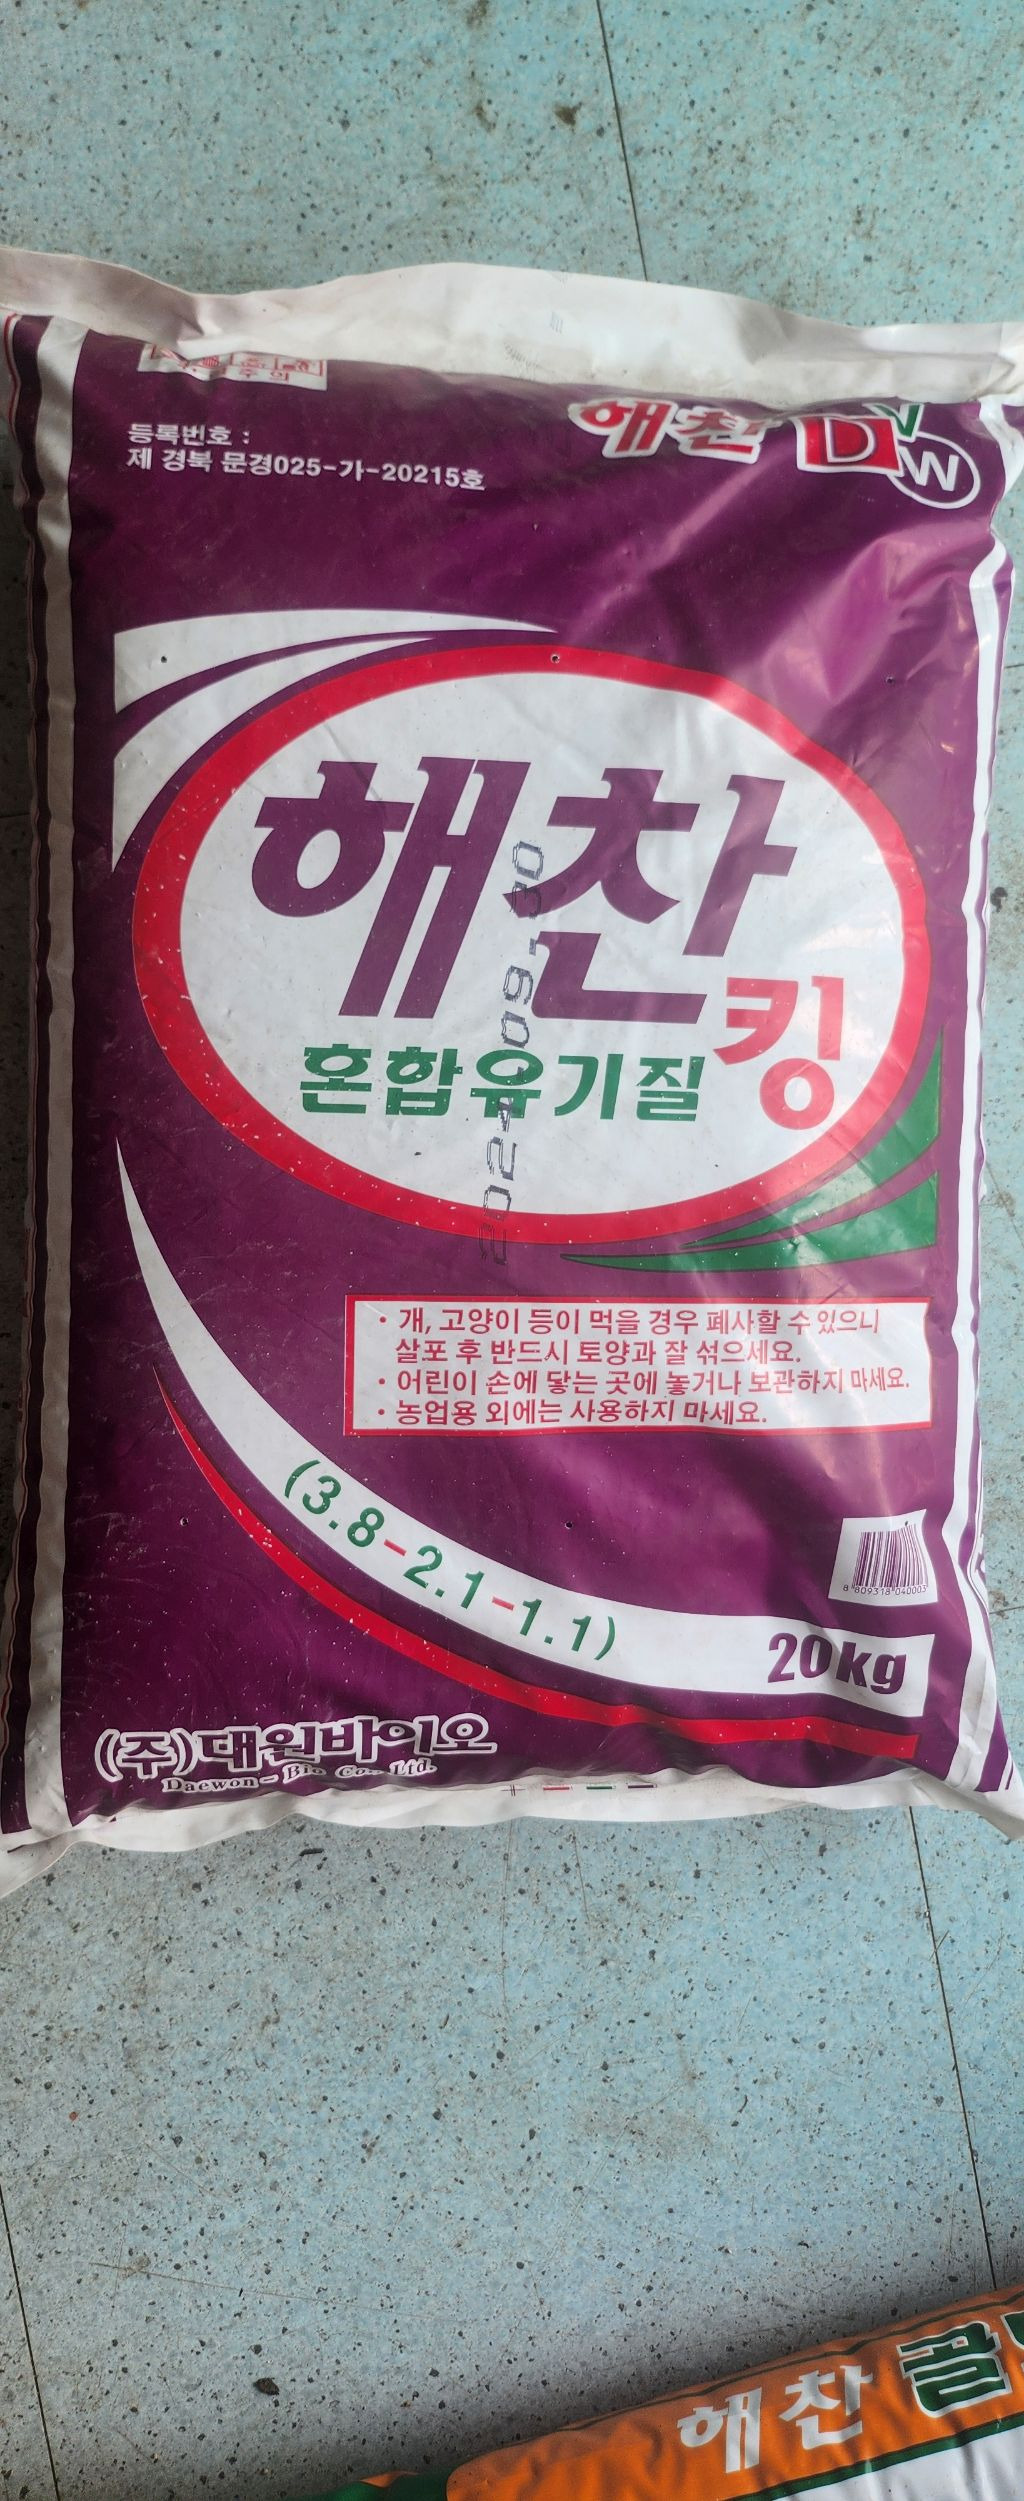 주의
등록번호 :
제 경북 문경025-가-20215호
해찬 DW
해찬
킹
혼합유기질
2024-09-30
· 개, 고양이 등이 먹을 경우 폐사할 수 있으니
살포 후 반드시 토양과 잘 섞으세요.
· 어린이 손에 닿는 곳에 놓거나 보관하지 마세요.
· 농업용 외에는 사용하지 마세요.
(3.8-2.1-1.1)
8 809318 040003
20kg
(주)대원바이오
Daewon-Bio Co., Ltd.
해찬